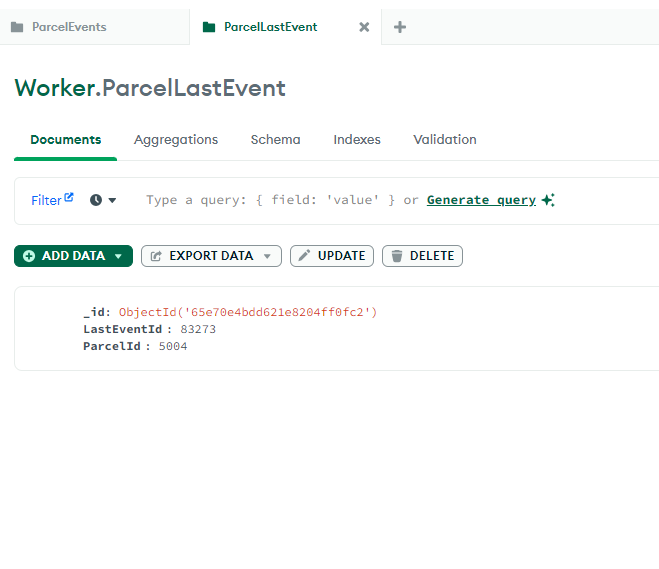 ParcelEvents
ParcelLastEvent
Worker.ParcelLastEvent
Documents Aggregations Schema Indexes Validation
Filter Type a query: { field: 'value' } or Generate query
ADD DATA EXPORT DATA UPDATE DELETE
_id: ObjectId('65e70e4bdd621e8204ff0fc2')
LastEventId : 83273
ParcelId : 5004